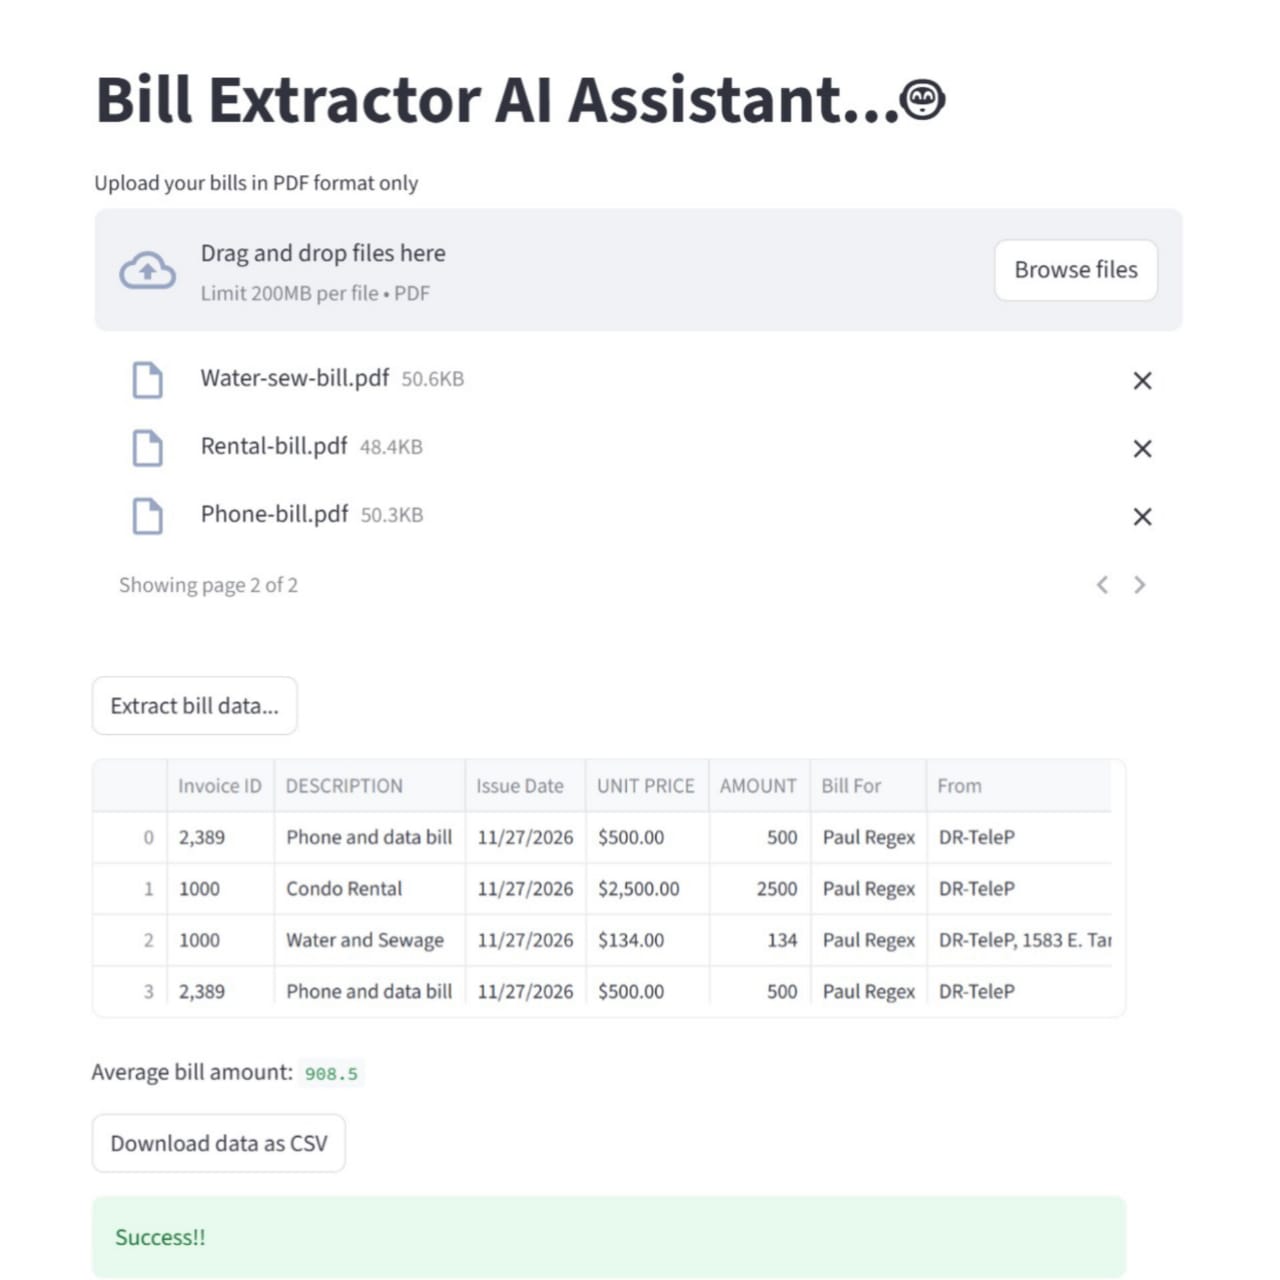 Bill Extractor AI Assistant...
Upload your bills in PDF format only
Drag and drop files here
Limit 200MB per file • PDF
Browse files
Water-sew-bill.pdf 50.6KB
Rental-bill.pdf 48.4KB
Phone-bill.pdf 50.3KB
Showing page 2 of 2
Extract bill data...
Invoice ID DESCRIPTION Issue Date UNIT PRICE AMOUNT Bill For From
0 2,389 Phone and data bill 11/27/2026 $500.00 500 Paul Regex DR-TeleP
1 1000 Condo Rental 11/27/2026 $2,500.00 2500 Paul Regex DR-TeleP
2 1000 Water and Sewage 11/27/2026 $134.00 134 Paul Regex DR-TeleP, 1583 E. Tar
3 2,389 Phone and data bill 11/27/2026 $500.00 500 Paul Regex DR-TeleP
Average bill amount: 908.5
Download data as CSV
Success!!